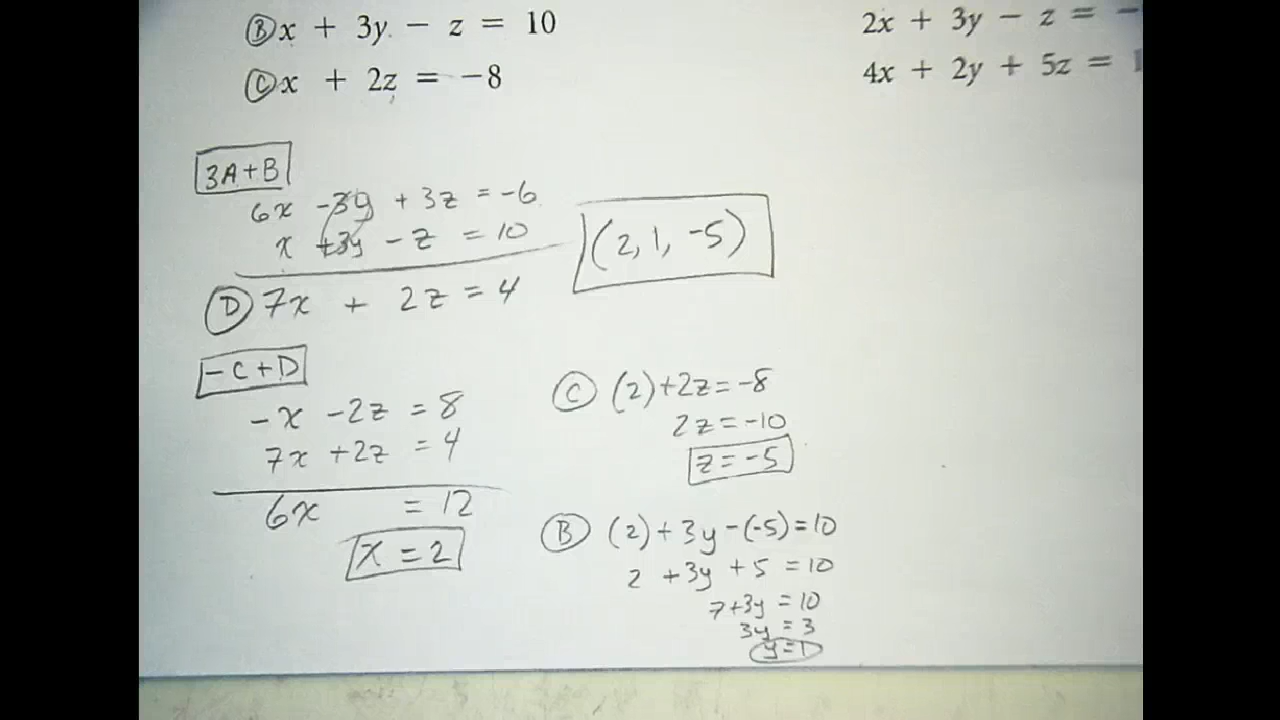 Ⓑ x + 3y - z = 10
Ⓒ x + 2z = -8
2x + 3y - z = -
4x + 2y + 5z = 1
3A+B
6x -3y + 3z = -6
x +3y - z = 10
Ⓓ 7x + 2z = 4
(2, 1, -5)
-C+D
-x -2z = 8
7x +2z = 4
6x = 12
x = 2
Ⓒ (2)+2z=-8
2z=-10
z=-5
Ⓑ (2)+3y-(-5)=10
2 +3y +5 = 10
7+3y = 10
3y = 3
y=1